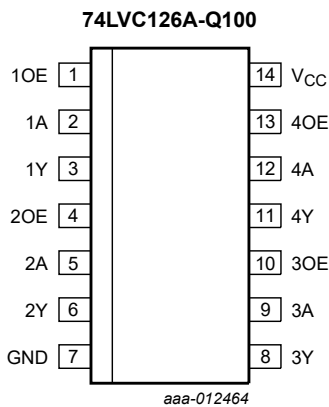 74LVC126A-Q100
1OE 1 14 VCC
1A 2 13 4OE
1Y 3 12 4A
2OE 4 11 4Y
2A 5 10 3OE
2Y 6 9 3A
GND 7 8 3Y
aaa-012464